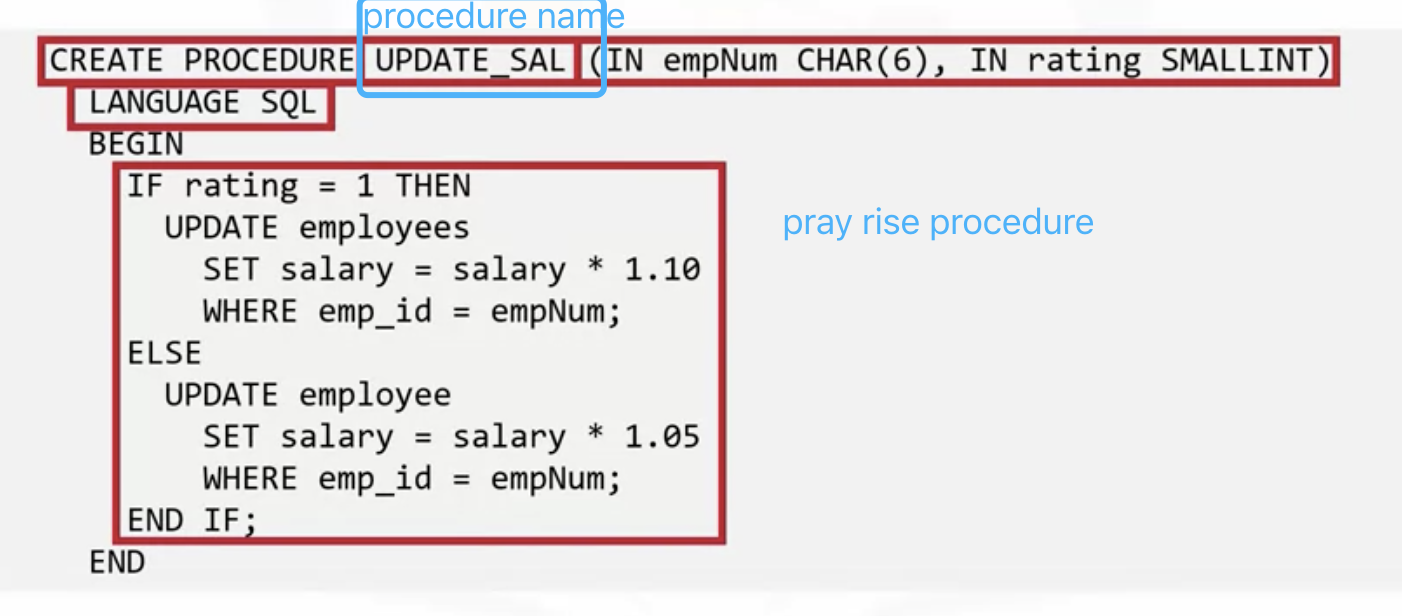 procedure name
CREATE PROCEDURE UPDATE_SAL (IN empNum CHAR(6), IN rating SMALLINT)
LANGUAGE SQL
BEGIN
IF rating = 1 THEN
UPDATE employees
SET salary = salary * 1.10
WHERE emp_id = empNum;
ELSE
UPDATE employee
SET salary = salary * 1.05
WHERE emp_id = empNum;
END IF;
END
pray rise procedure